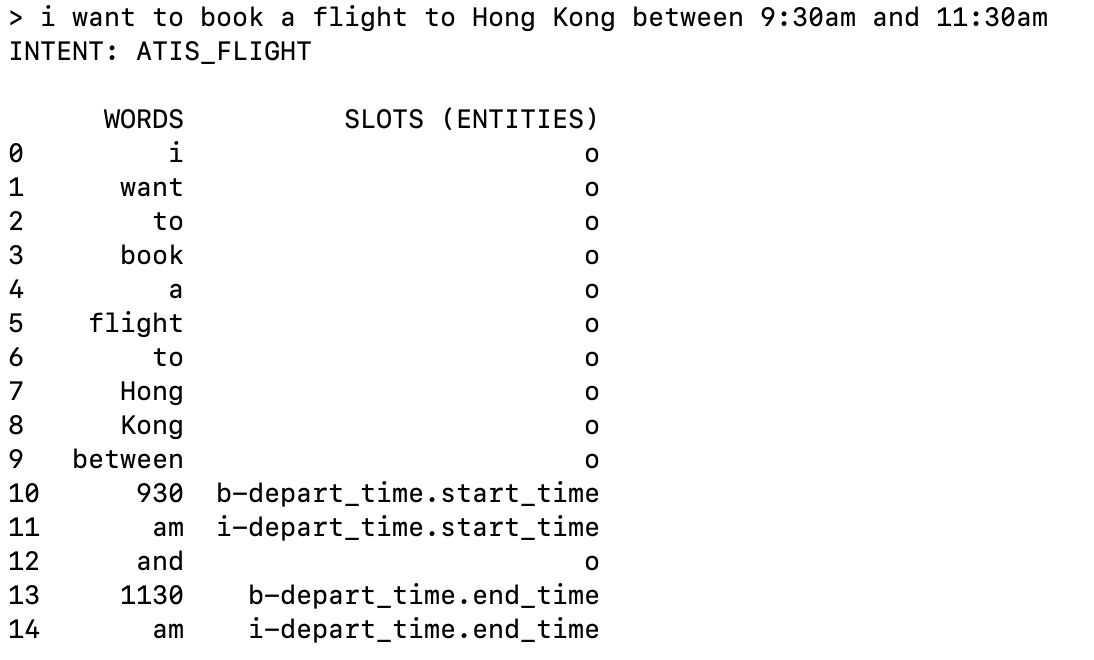 > i want to book a flight to Hong Kong between 9:30am and 11:30am
INTENT: ATIS_FLIGHT
WORDS SLOTS (ENTITIES)
0 i o
1 want o
2 to o
3 book o
4 a o
5 flight o
6 to o
7 Hong o
8 Kong o
9 between o
10 930 b-depart_time.start_time
11 am i-depart_time.start_time
12 and o
13 1130 b-depart_time.end_time
14 am i-depart_time.end_time